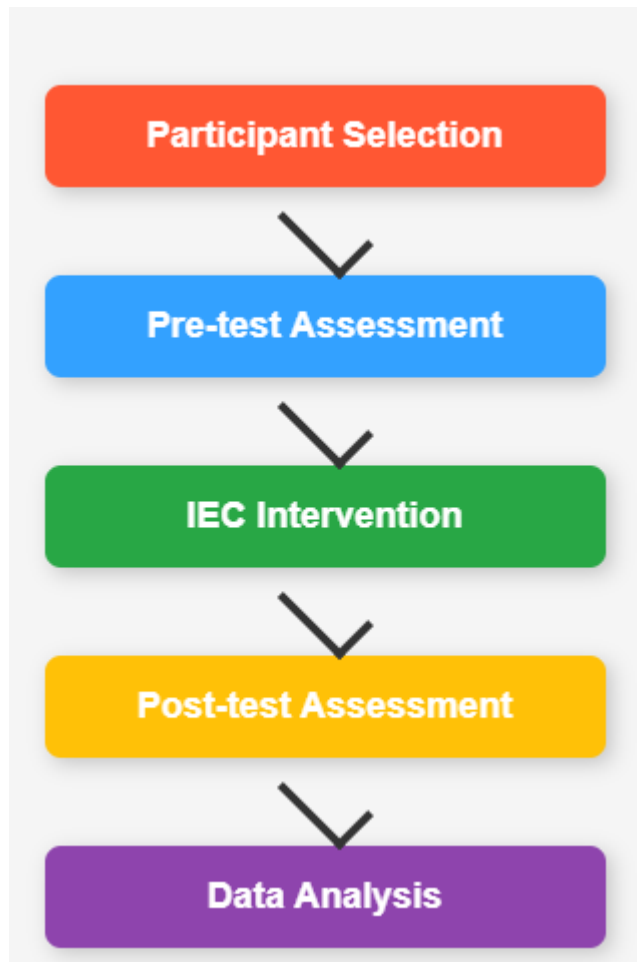 Participant Selection
Pre-test Assessment
IEC Intervention
Post-test Assessment
Data Analysis